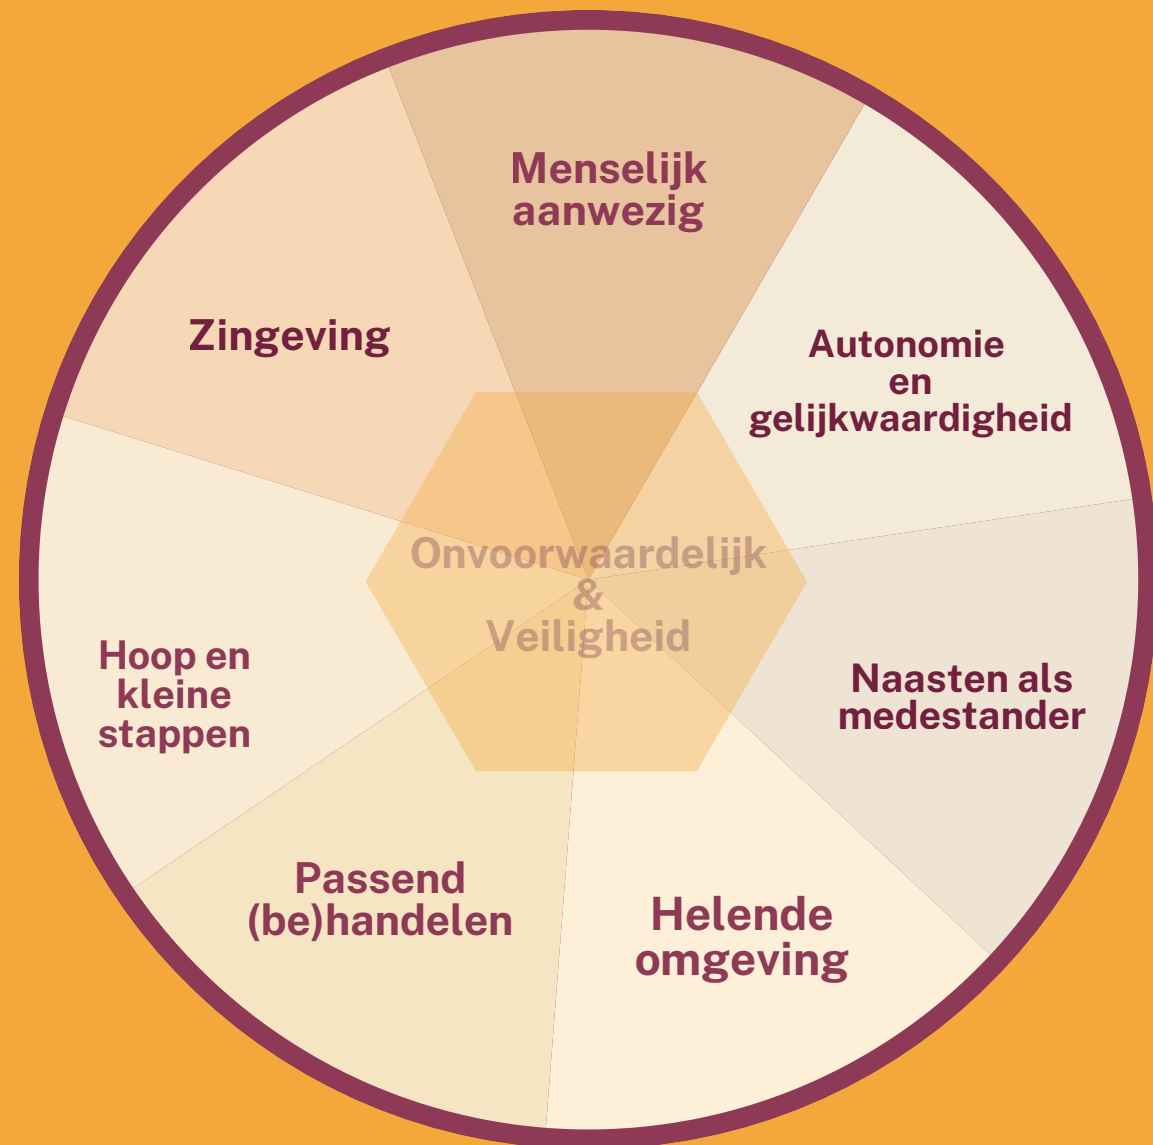 Menselijk
aanwezig
Zingeving
Autonomie
en
gelijkwaardigheid
Onvoorwaardelijk
&
Veiligheid
Hoop en
kleine
stappen
Naasten als
medestander
Passend
(be)handelen
Helende
omgeving